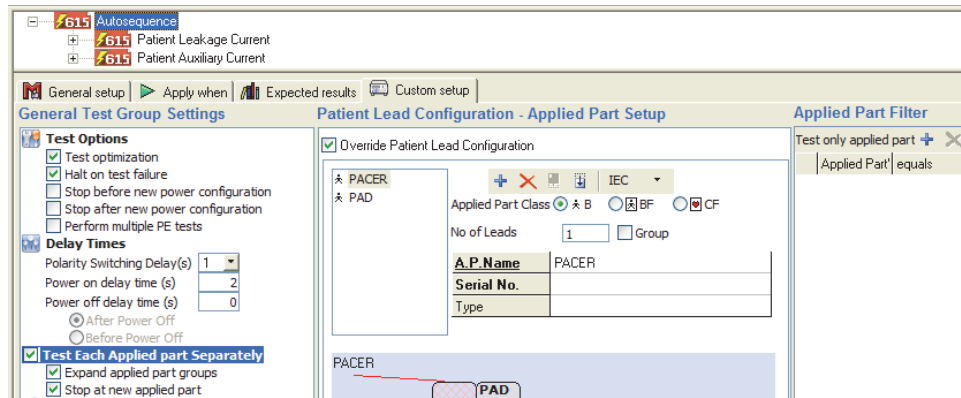 615 Autosequence
615 Patient Leakage Current
615 Patient Auxiliary Current
General setup Apply when Expected results Custom setup
General Test Group Settings
Test Options
Test optimization
Halt on test failure
Stop before new power configuration
Stop after new power configuration
Perform multiple PE tests
Delay Times
Polarity Switching Delay(s) 1
Power on delay time (s) 2
Power off delay time (s) 0
After Power Off
Before Power Off
Test Each Applied part Separately
Expand applied part groups
Stop at new applied part
Patient Lead Configuration - Applied Part Setup
Override Patient Lead Configuration
PACER
PAD
IEC
Applied Part Class B BF CF
No of Leads 1 Group
A.P.Name PACER
Serial No.
Type
PACER
PAD
Applied Part Filter
Test only applied part
Applied Part' equals